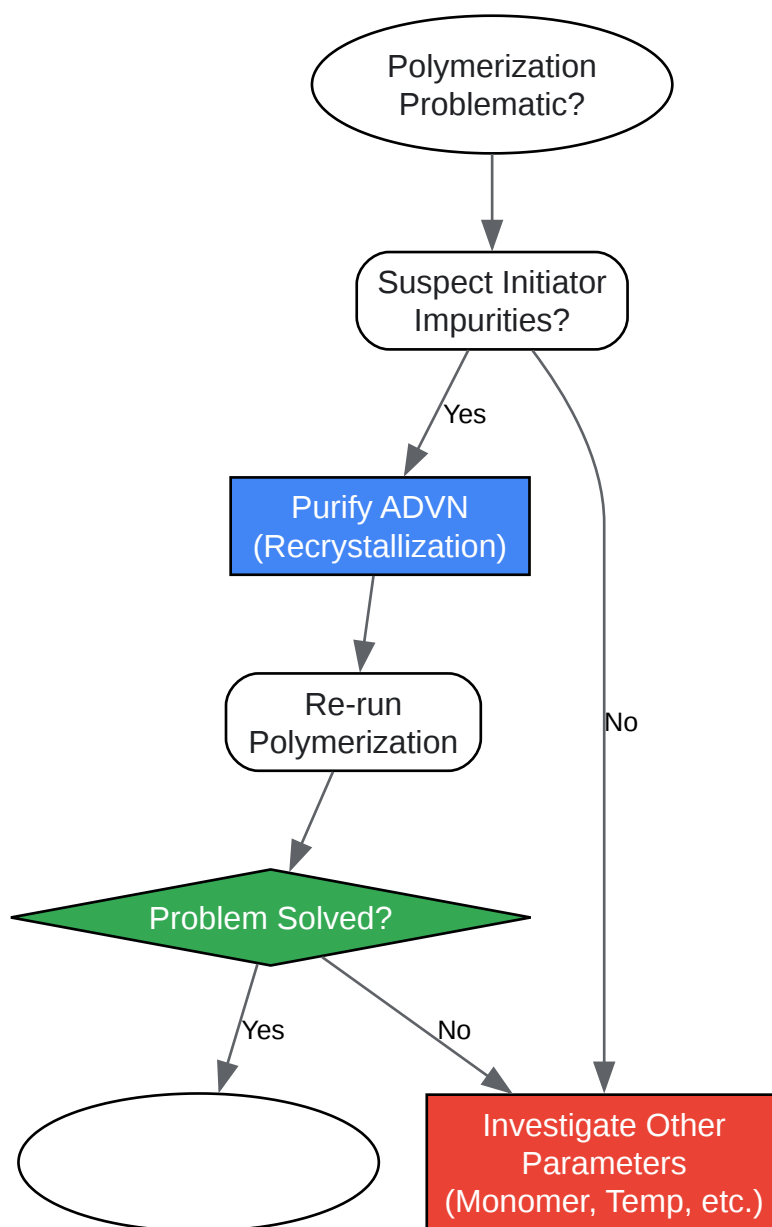 Polymerization
Problematic?
Suspect Initiator
Impurities?
Yes
Purify ADVN
(Recrystallization)
Re-run
Polymerization
No
Problem Solved?
Yes
No
Investigate Other
Parameters
(Monomer, Temp, etc.)